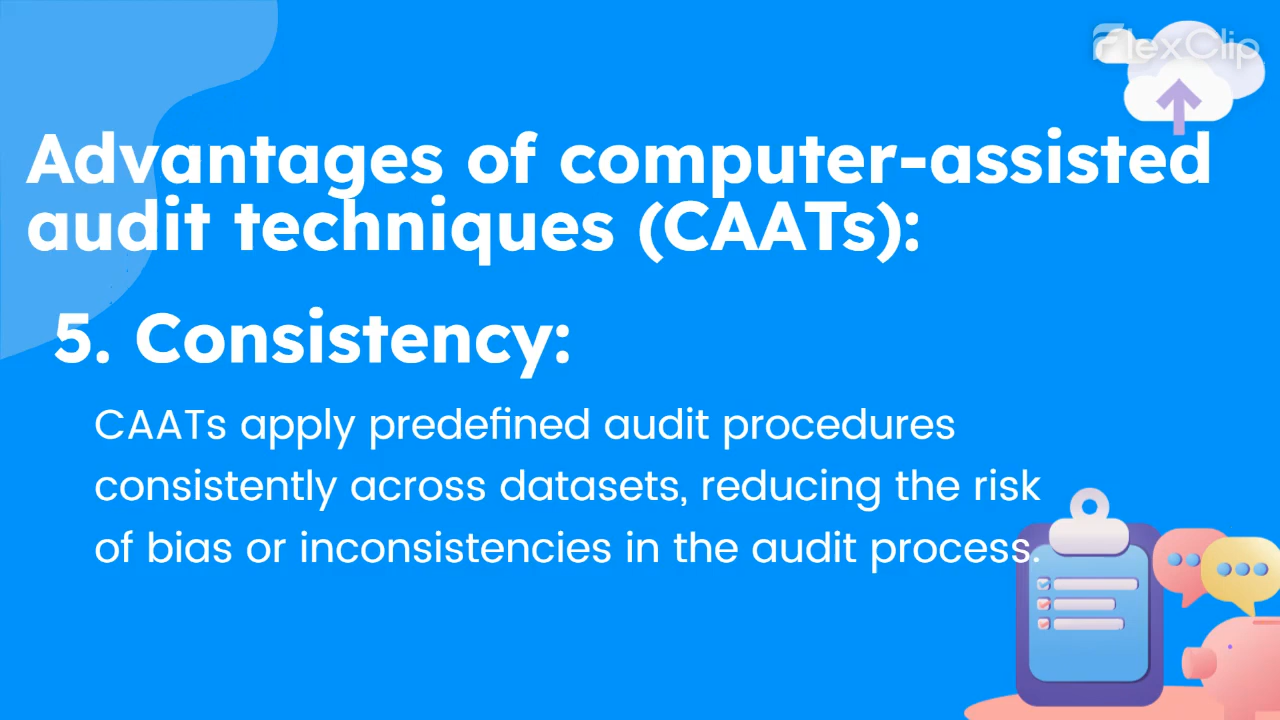 FlexClip
Advantages of computer-assisted
audit techniques (CAATs):
5. Consistency:
CAATs apply predefined audit procedures
consistently across datasets, reducing the risk
of bias or inconsistencies in the audit process.